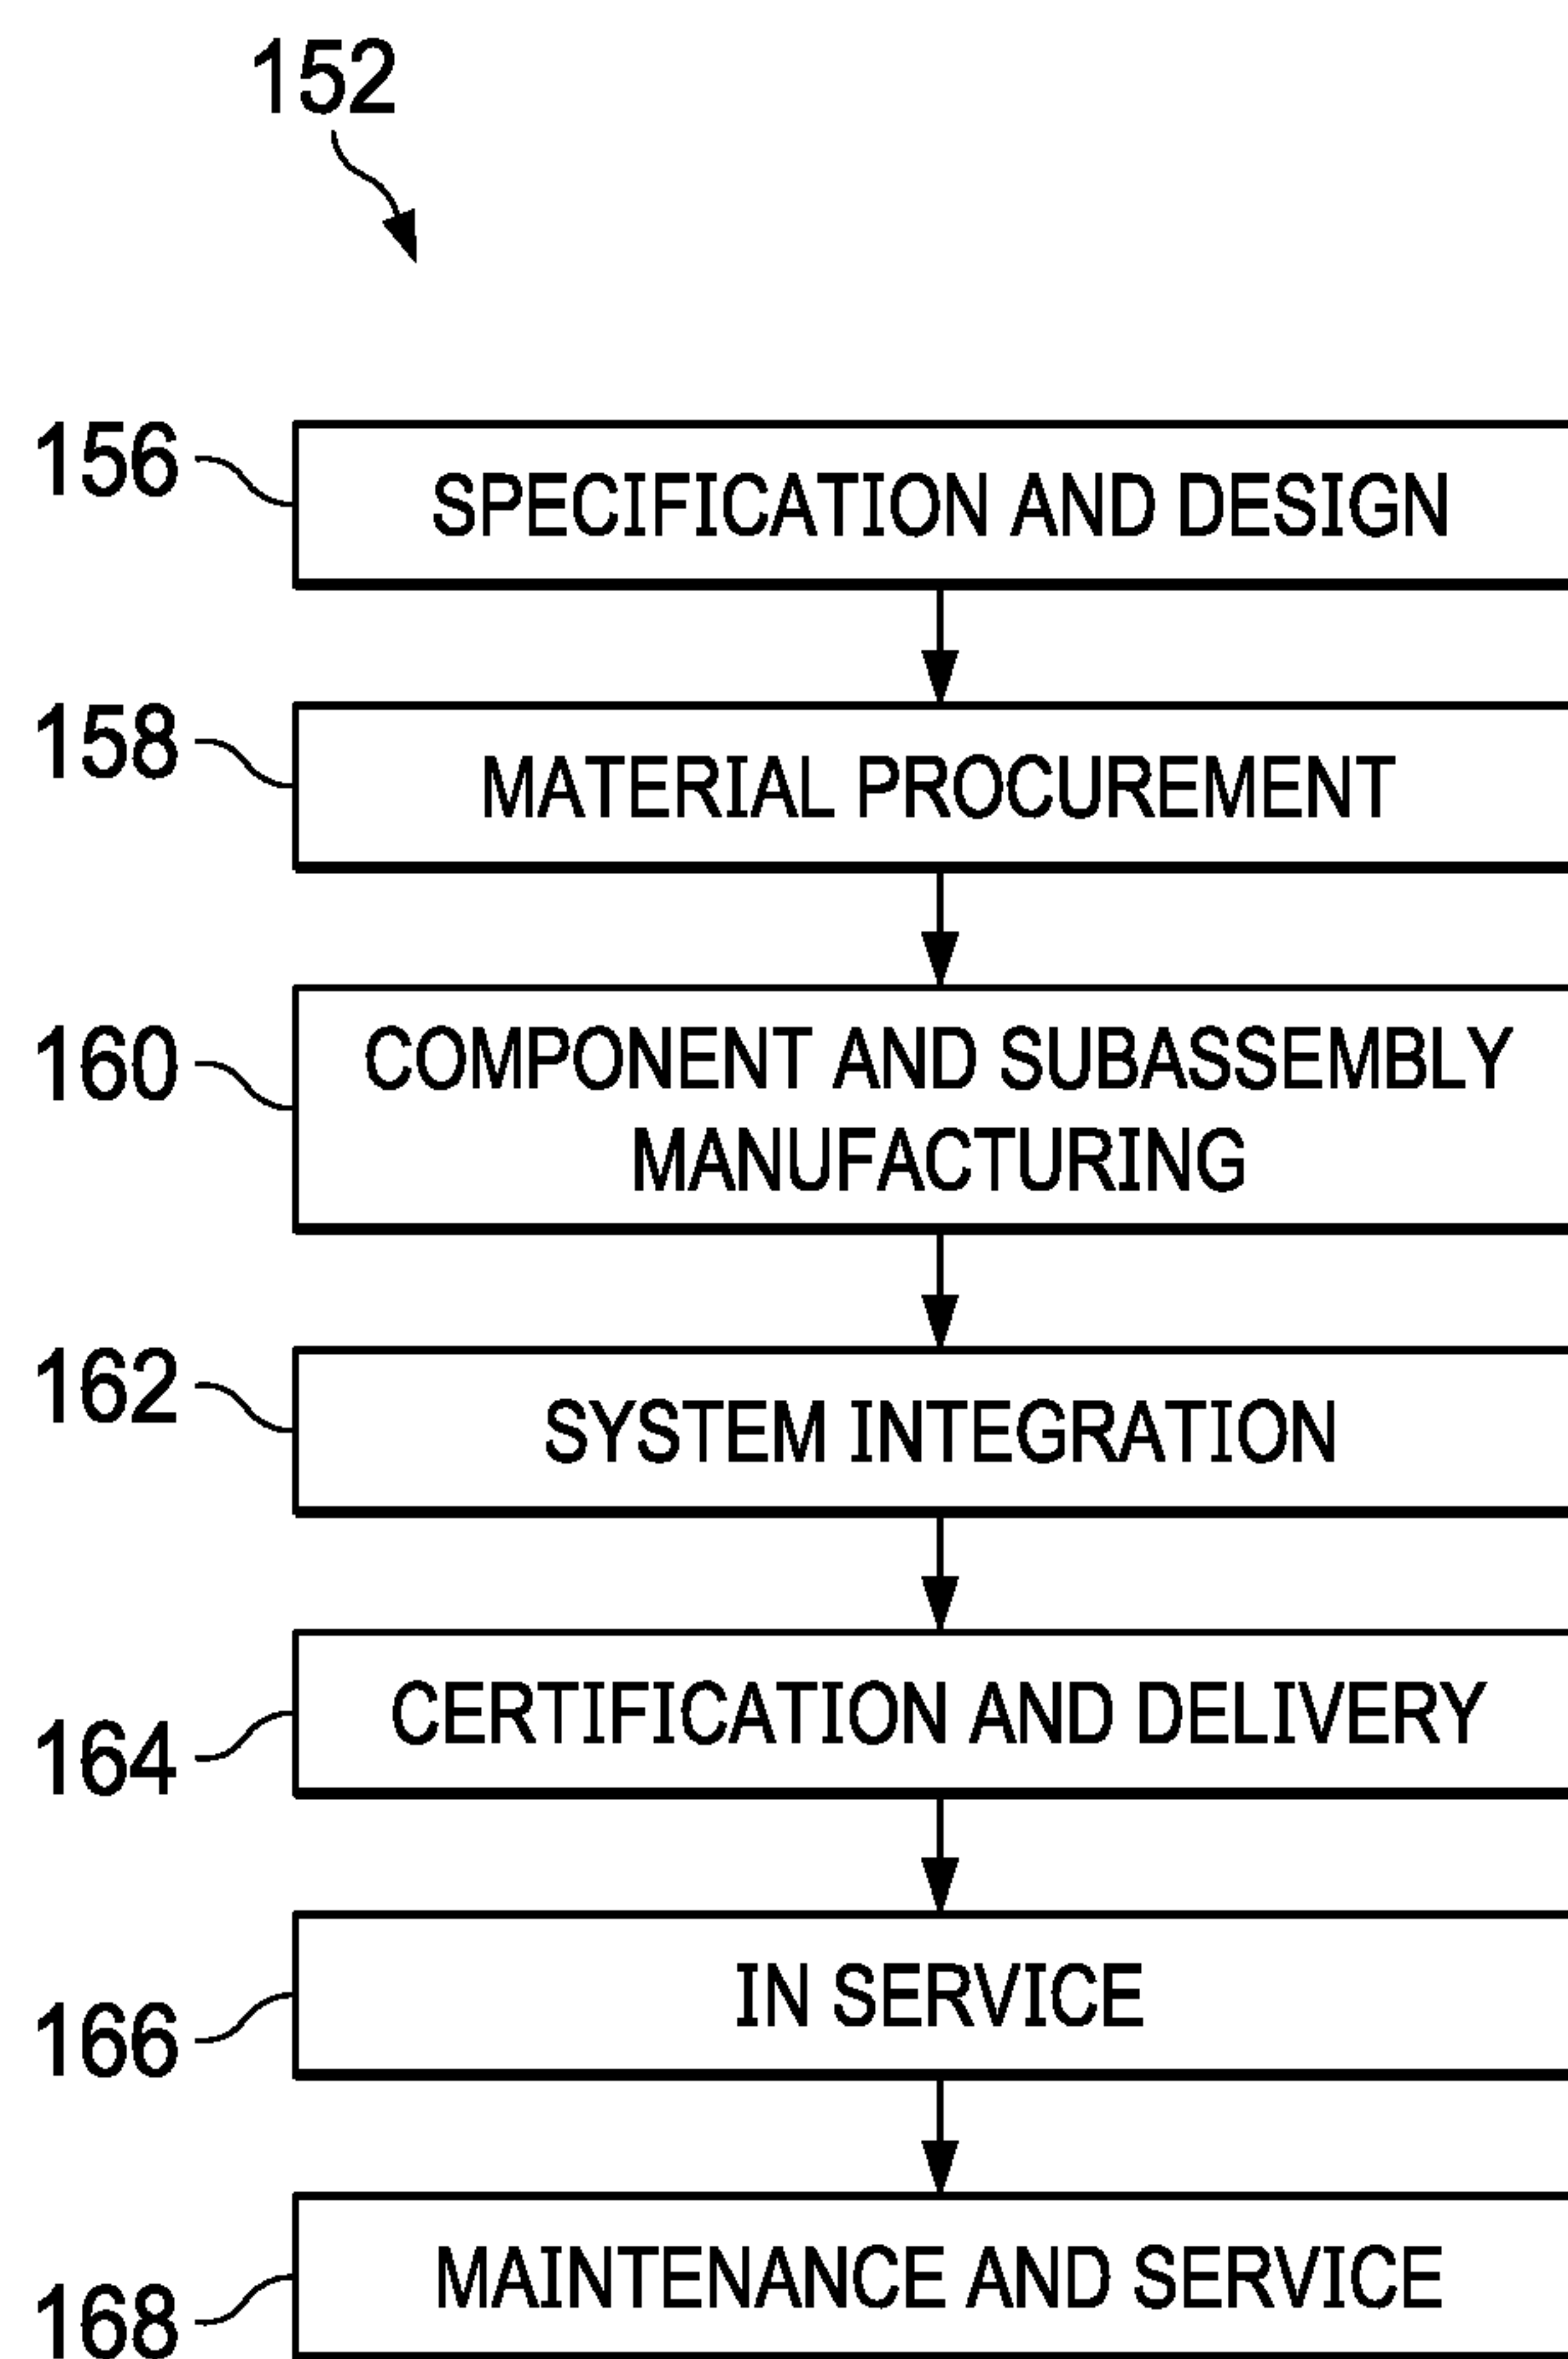 152
156
SPECIFICATION AND DESIGN
158
MATERIAL PROCUREMENT
160
COMPONENT AND SUBASSEMBLY
MANUFACTURING
162
SYSTEM INTEGRATION
164
CERTIFICATION AND DELIVERY
166
IN SERVICE
168
MAINTENANCE AND SERVICE